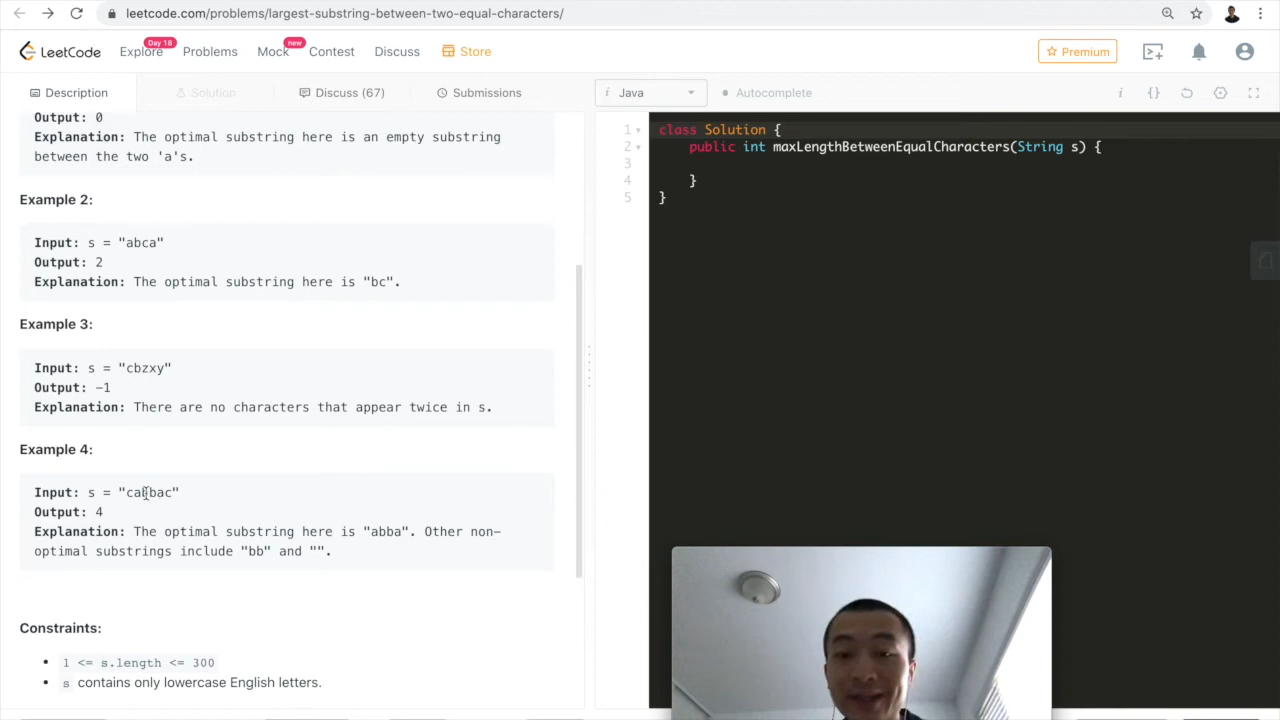 leetcode.com/problems/largest-substring-between-two-equal-characters/
LeetCode
Explore
Day 18
Problems
Mock
new
Contest
Discuss
Store
Premium
Description
Solution
Discuss (67)
Submissions
i Java
Autocomplete
i {}
Output: 0
Explanation: The optimal substring here is an empty substring
between the two 'a's.
Example 2:
Input: s = "abca"
Output: 2
Explanation: The optimal substring here is "bc".
Example 3:
Input: s = "cbzxy"
Output: -1
Explanation: There are no characters that appear twice in s.
Example 4:
Input: s = "cabbac"
Output: 4
Explanation: The optimal substring here is "abba". Other non-
optimal substrings include "bb" and "".
Constraints:
1 <= s.length <= 300
s contains only lowercase English letters.
1 class Solution {
2 public int maxLengthBetweenEqualCharacters(String s) {
3
4 }
5 }